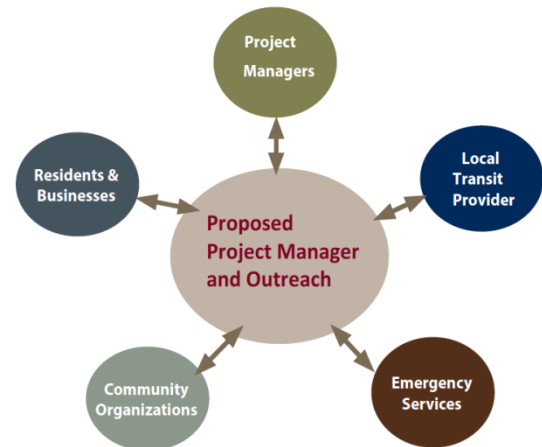 Project
Managers
Residents &
Businesses
Local
Transit
Provider
Proposed
Project Manager
and Outreach
Community
Organizations
Emergency
Services